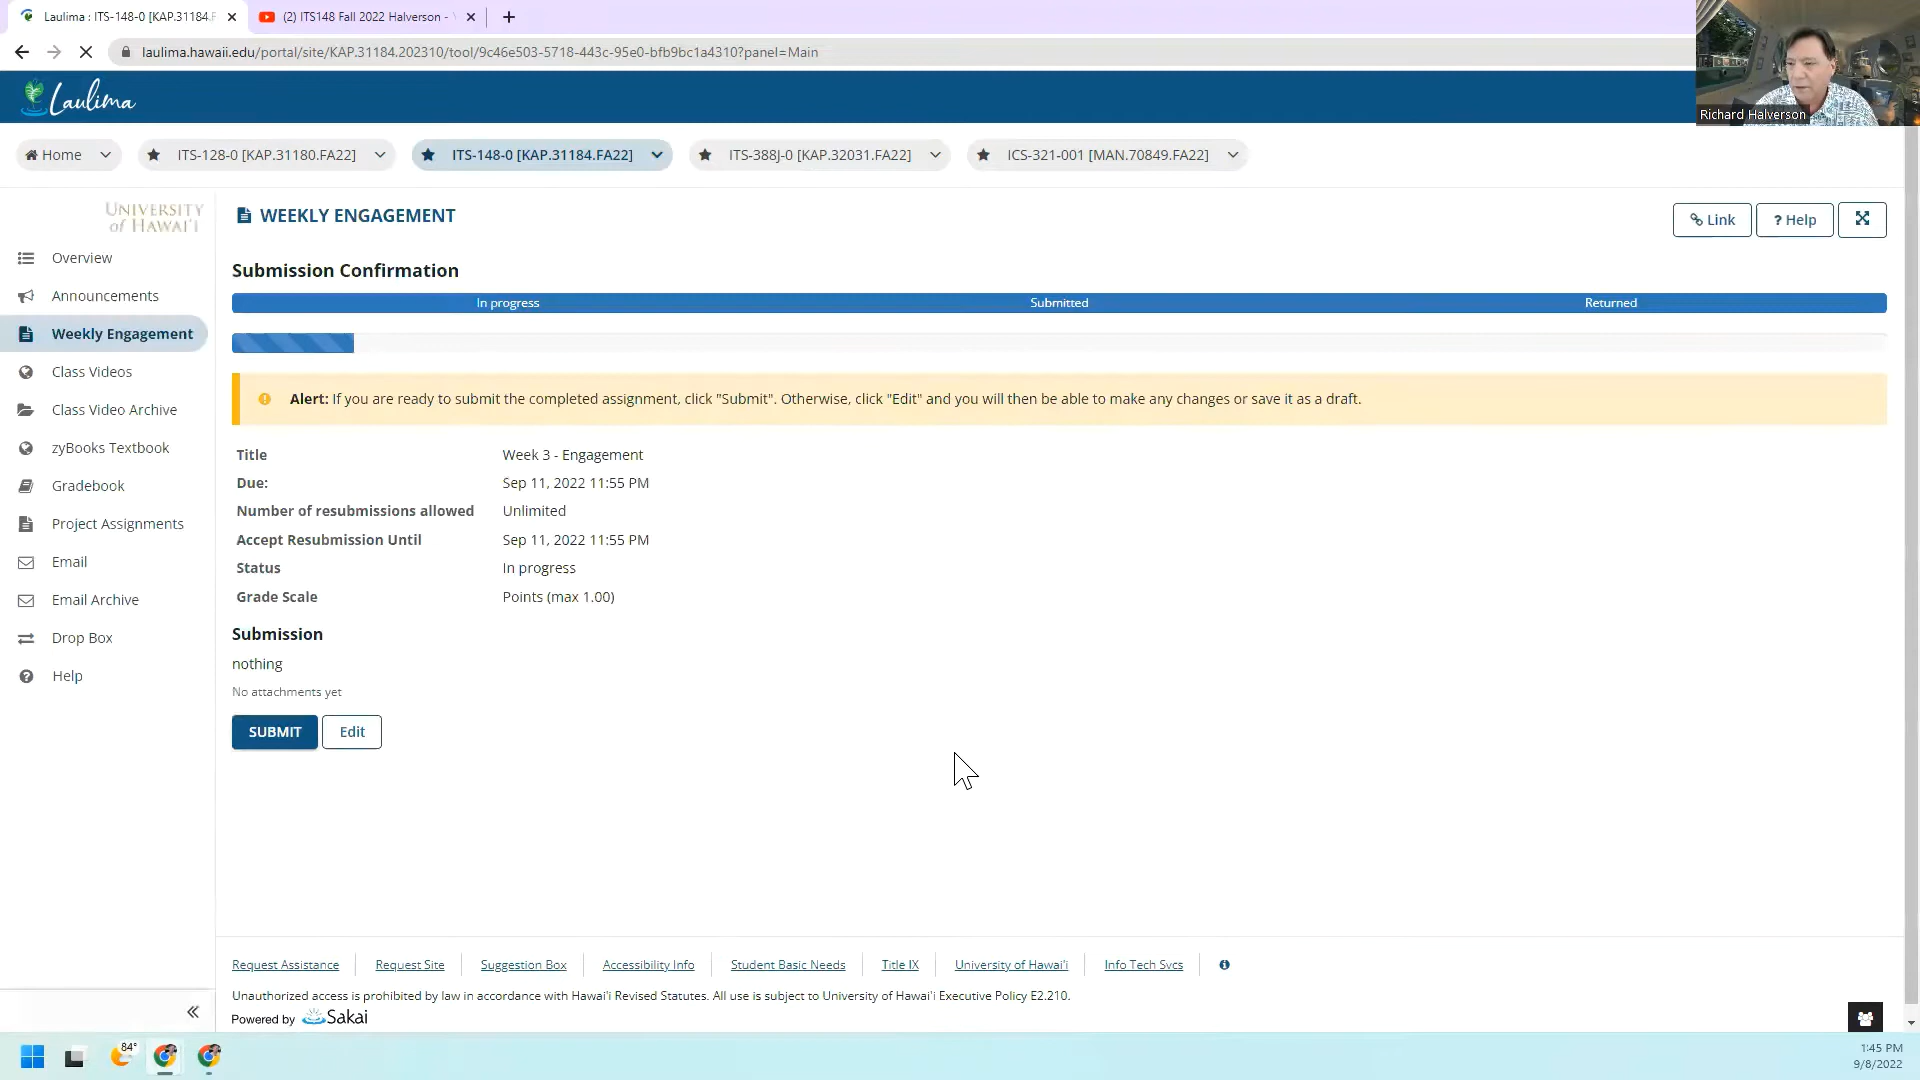 Laulima : ITS-148-0 [KAP.31184.F
(2) ITS148 Fall 2022 Halverson -
laulima.hawaii.edu/portal/site/KAP.31184.202310/tool/9c46e503-5718-443c-95e0-bfb9bc1a4310?panel=Main
Richard Halverson
Laulima
Home
ITS-128-0 [KAP.31180.FA22]
ITS-148-0 [KAP.31184.FA22]
ITS-388J-0 [KAP.32031.FA22]
ICS-321-001 [MAN.70849.FA22]
UNIVERSITY
of HAWAI'I
Overview
Announcements
Weekly Engagement
Class Videos
Class Video Archive
zyBooks Textbook
Gradebook
Project Assignments
Email
Email Archive
Drop Box
Help
WEEKLY ENGAGEMENT
Link
? Help
Submission Confirmation
In progress
Submitted
Returned
Alert: If you are ready to submit the completed assignment, click "Submit". Otherwise, click "Edit" and you will then be able to make any changes or save it as a draft.
Title Week 3 - Engagement
Due: Sep 11, 2022 11:55 PM
Number of resubmissions allowed Unlimited
Accept Resubmission Until Sep 11, 2022 11:55 PM
Status In progress
Grade Scale Points (max 1.00)
Submission
nothing
No attachments yet
SUBMIT
Edit
Request Assistance
Request Site
Suggestion Box
Accessibility Info
Student Basic Needs
Title IX
University of Hawai'i
Info Tech Svcs
Unauthorized access is prohibited by law in accordance with Hawai'i Revised Statutes. All use is subject to University of Hawai'i Executive Policy E2.210.
Powered by Sakai
84°
1:45 PM
9/8/2022